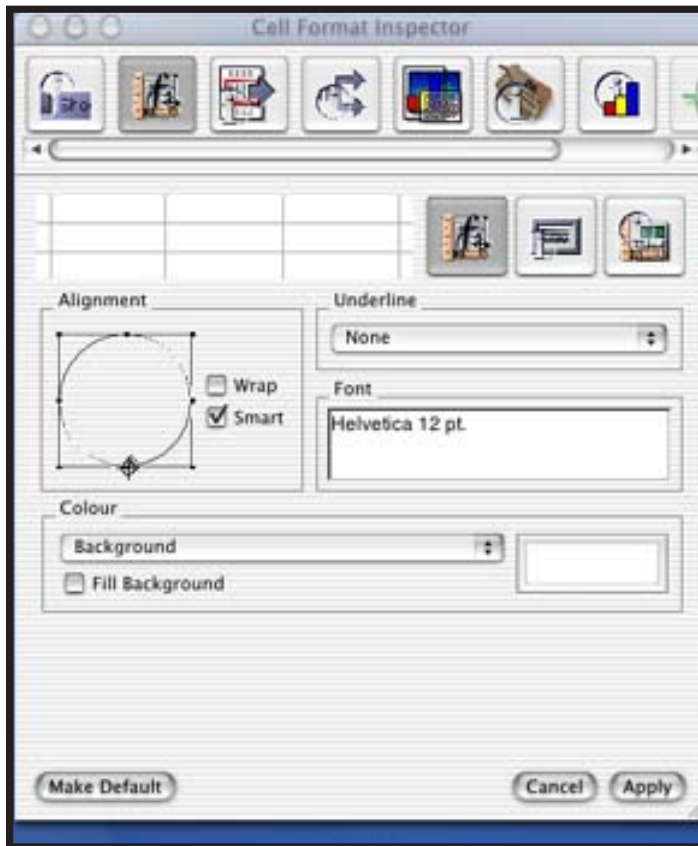 Cell Format Inspector
Alignment
Wrap
Smart
Underline
None
Font
Helvetica 12 pt.
Colour
Background
Fill Background
Make Default
Cancel
Apply